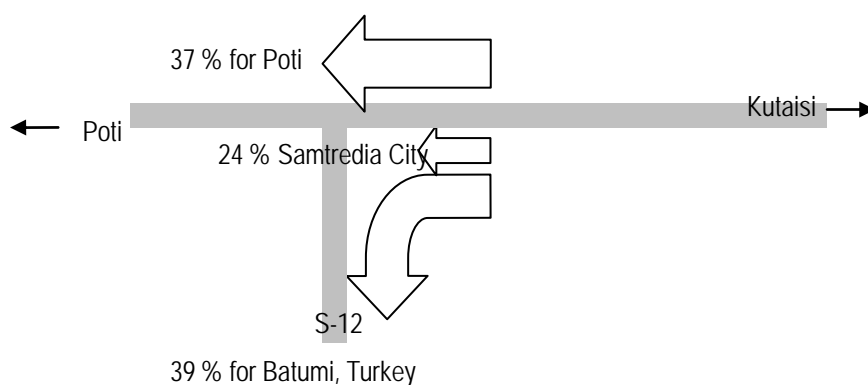 37 % for Poti
Kutaisi
Poti
24 % Samtredia City
S-12
39 % for Batumi, Turkey